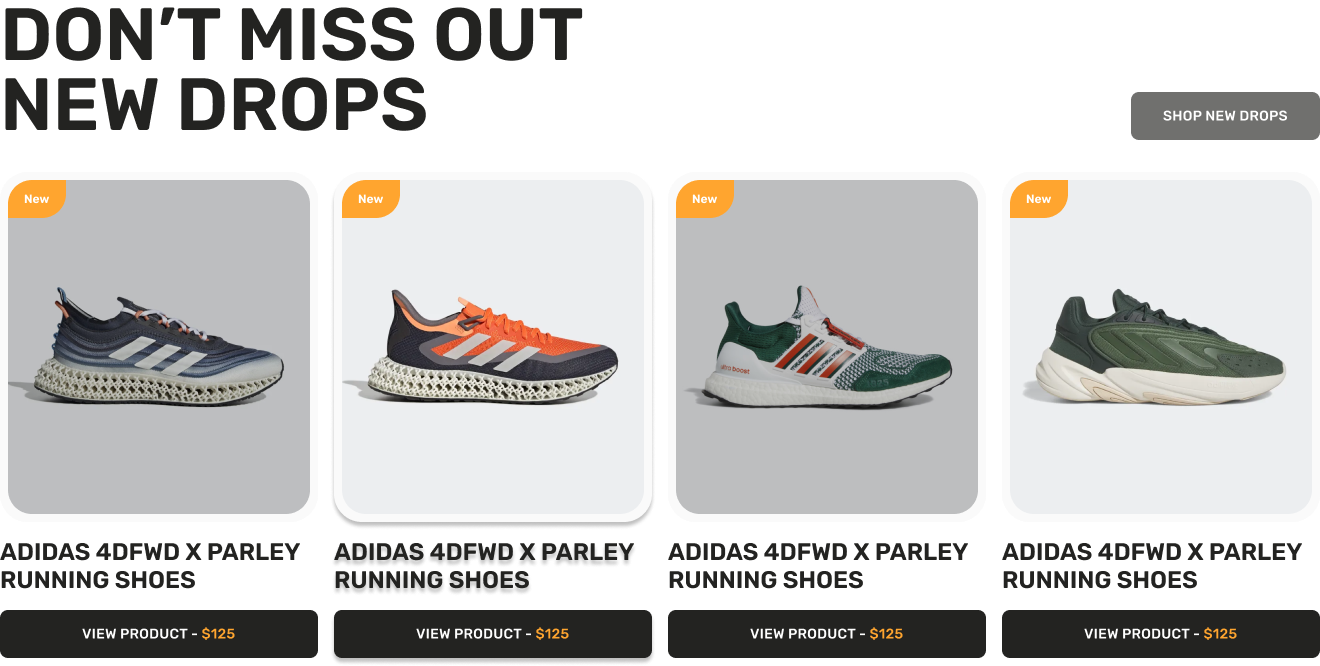 DON’T MISS OUT
NEW DROPS
SHOP NEW DROPS
New
New
New
New
ultra boost
ADIDAS 4DFWD X PARLEY
RUNNING SHOES
ADIDAS 4DFWD X PARLEY
RUNNING SHOES
ADIDAS 4DFWD X PARLEY
RUNNING SHOES
ADIDAS 4DFWD X PARLEY
RUNNING SHOES
VIEW PRODUCT - $125
VIEW PRODUCT - $125
VIEW PRODUCT - $125
VIEW PRODUCT - $125